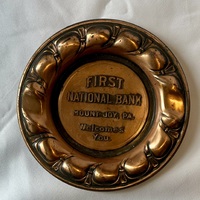 FIRST
NATIONAL BANK
MOUNT JOY, PA.
Welcomes
You